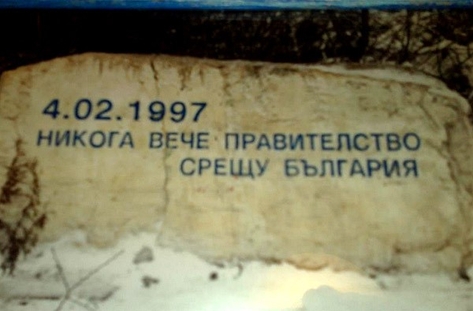 4.02.1997
НИКОГА ВЕЧЕ ПРАВИТЕЛСТВО
СРЕЩУ БЪЛГАРИЯ